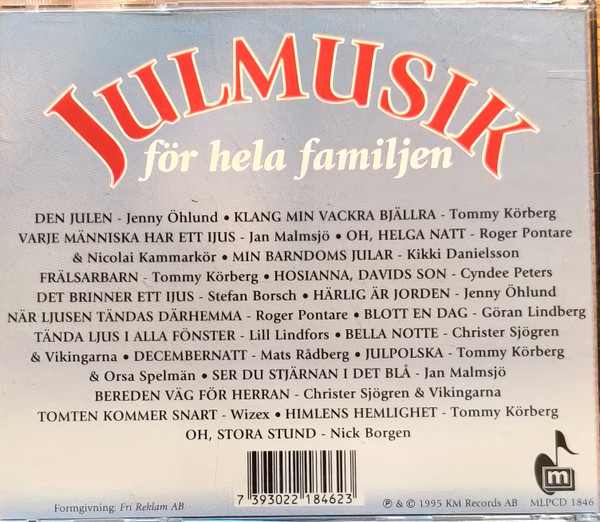 JULMUSIK
för hela familjen
DEN JULEN - Jenny Öhlund • KLANG MIN VACKRA BJÄLLRA - Tommy Körberg
VARJE MÄNNISKA HAR ETT IJUS - Jan Malmsjö • OH, HELGA NATT - Roger Pontare
& Nicolai Kammarkör • MIN BARNDOMS JULAR - Kikki Danielsson
FRÄLSARBARN - Tommy Körberg • HOSIANNA, DAVIDS SON - Cyndee Peters
DET BRINNER ETT IJUS - Stefan Borsch • HÄRLIG ÄR JORDEN - Jenny Öhlund
NÄR LJUSEN TÄNDAS DÄRHEMMA - Roger Pontare • BLOTT EN DAG - Göran Lindberg
TÄNDA LJUS I ALLA FÖNSTER - Lill Lindfors • BELLA NOTTE - Christer Sjögren
& Vikingarna • DECEMBERNATT - Mats Rådberg • JULPOLSKA - Tommy Körberg
& Orsa Spelmän • SER DU STJÄRNAN I DET BLÅ - Jan Malmsjö
BEREDEN VÄG FÖR HERRAN - Christer Sjögren & Vikingarna
TOMTEN KOMMER SNART - Wizex • HIMLENS HEMLIGHET - Tommy Körberg
OH, STORA STUND - Nick Borgen
m
7 393022 184623
Formgivning: Fri Reklam AB
℗ & © 1995 KM Records AB MLPCD 1846